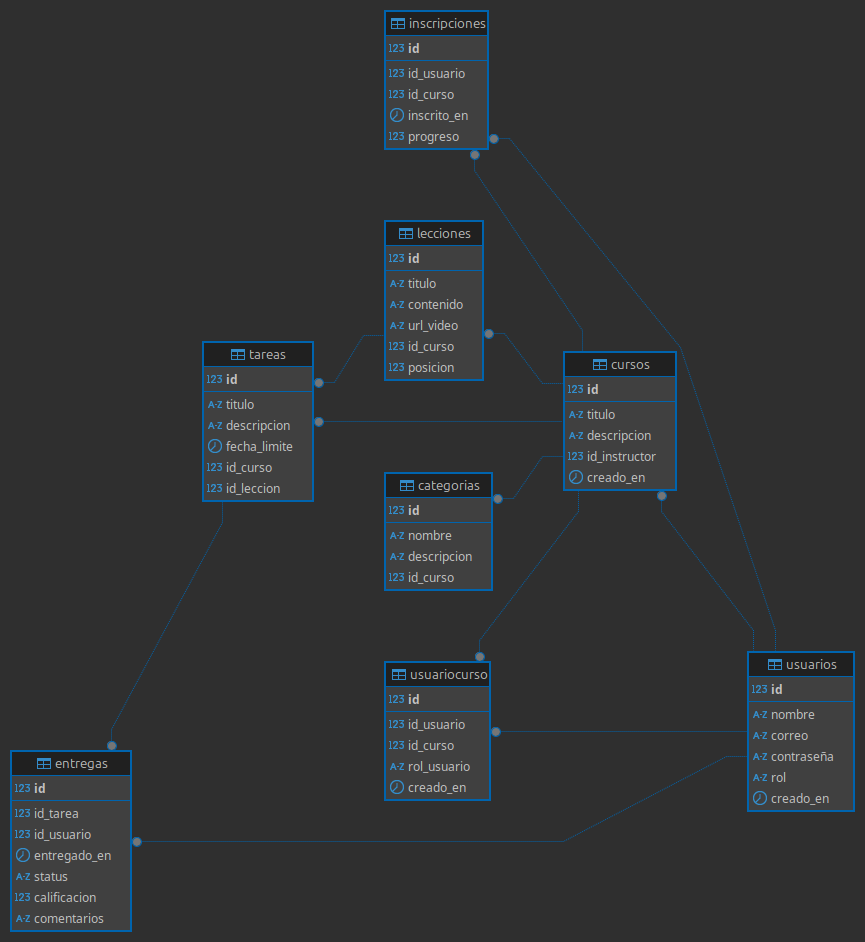 inscripciones
123 id
123 id_usuario
123 id_curso
inscrito_en
123 progreso
lecciones
123 id
A-Z titulo
A-Z contenido
A-Z url_video
123 id_curso
123 posicion
tareas
123 id
A-Z titulo
A-Z descripcion
fecha_limite
123 id_curso
123 id_leccion
cursos
123 id
A-Z titulo
A-Z descripcion
123 id_instructor
creado_en
categorias
123 id
A-Z nombre
A-Z descripcion
123 id_curso
usuariocurso
123 id
123 id_usuario
123 id_curso
A-Z rol_usuario
creado_en
usuarios
123 id
A-Z nombre
A-Z correo
A-Z contraseña
A-Z rol
creado_en
entregas
123 id
123 id_tarea
123 id_usuario
entregado_en
A-Z status
123 calificacion
A-Z comentarios